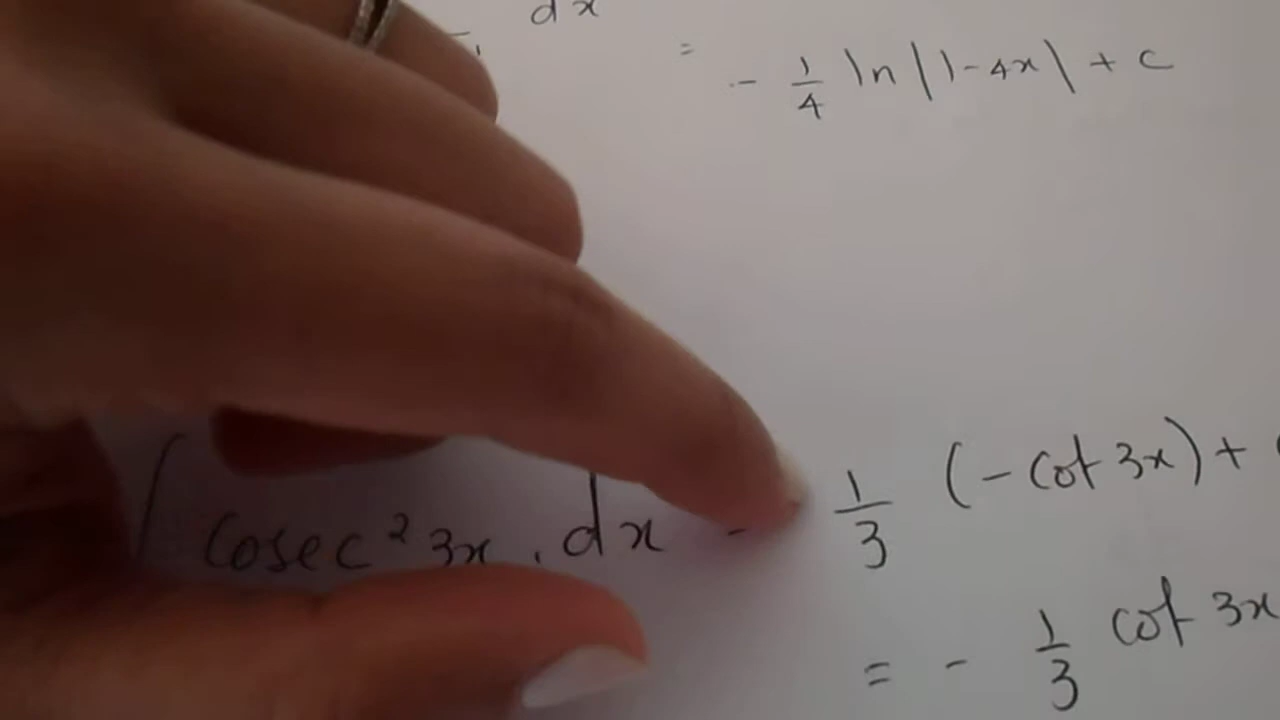 dx
= - 1/4 ln |1-4x| + c
∫ cosec² 3x . dx = 1/3 (- cot 3x) +
= - 1/3 cot 3x